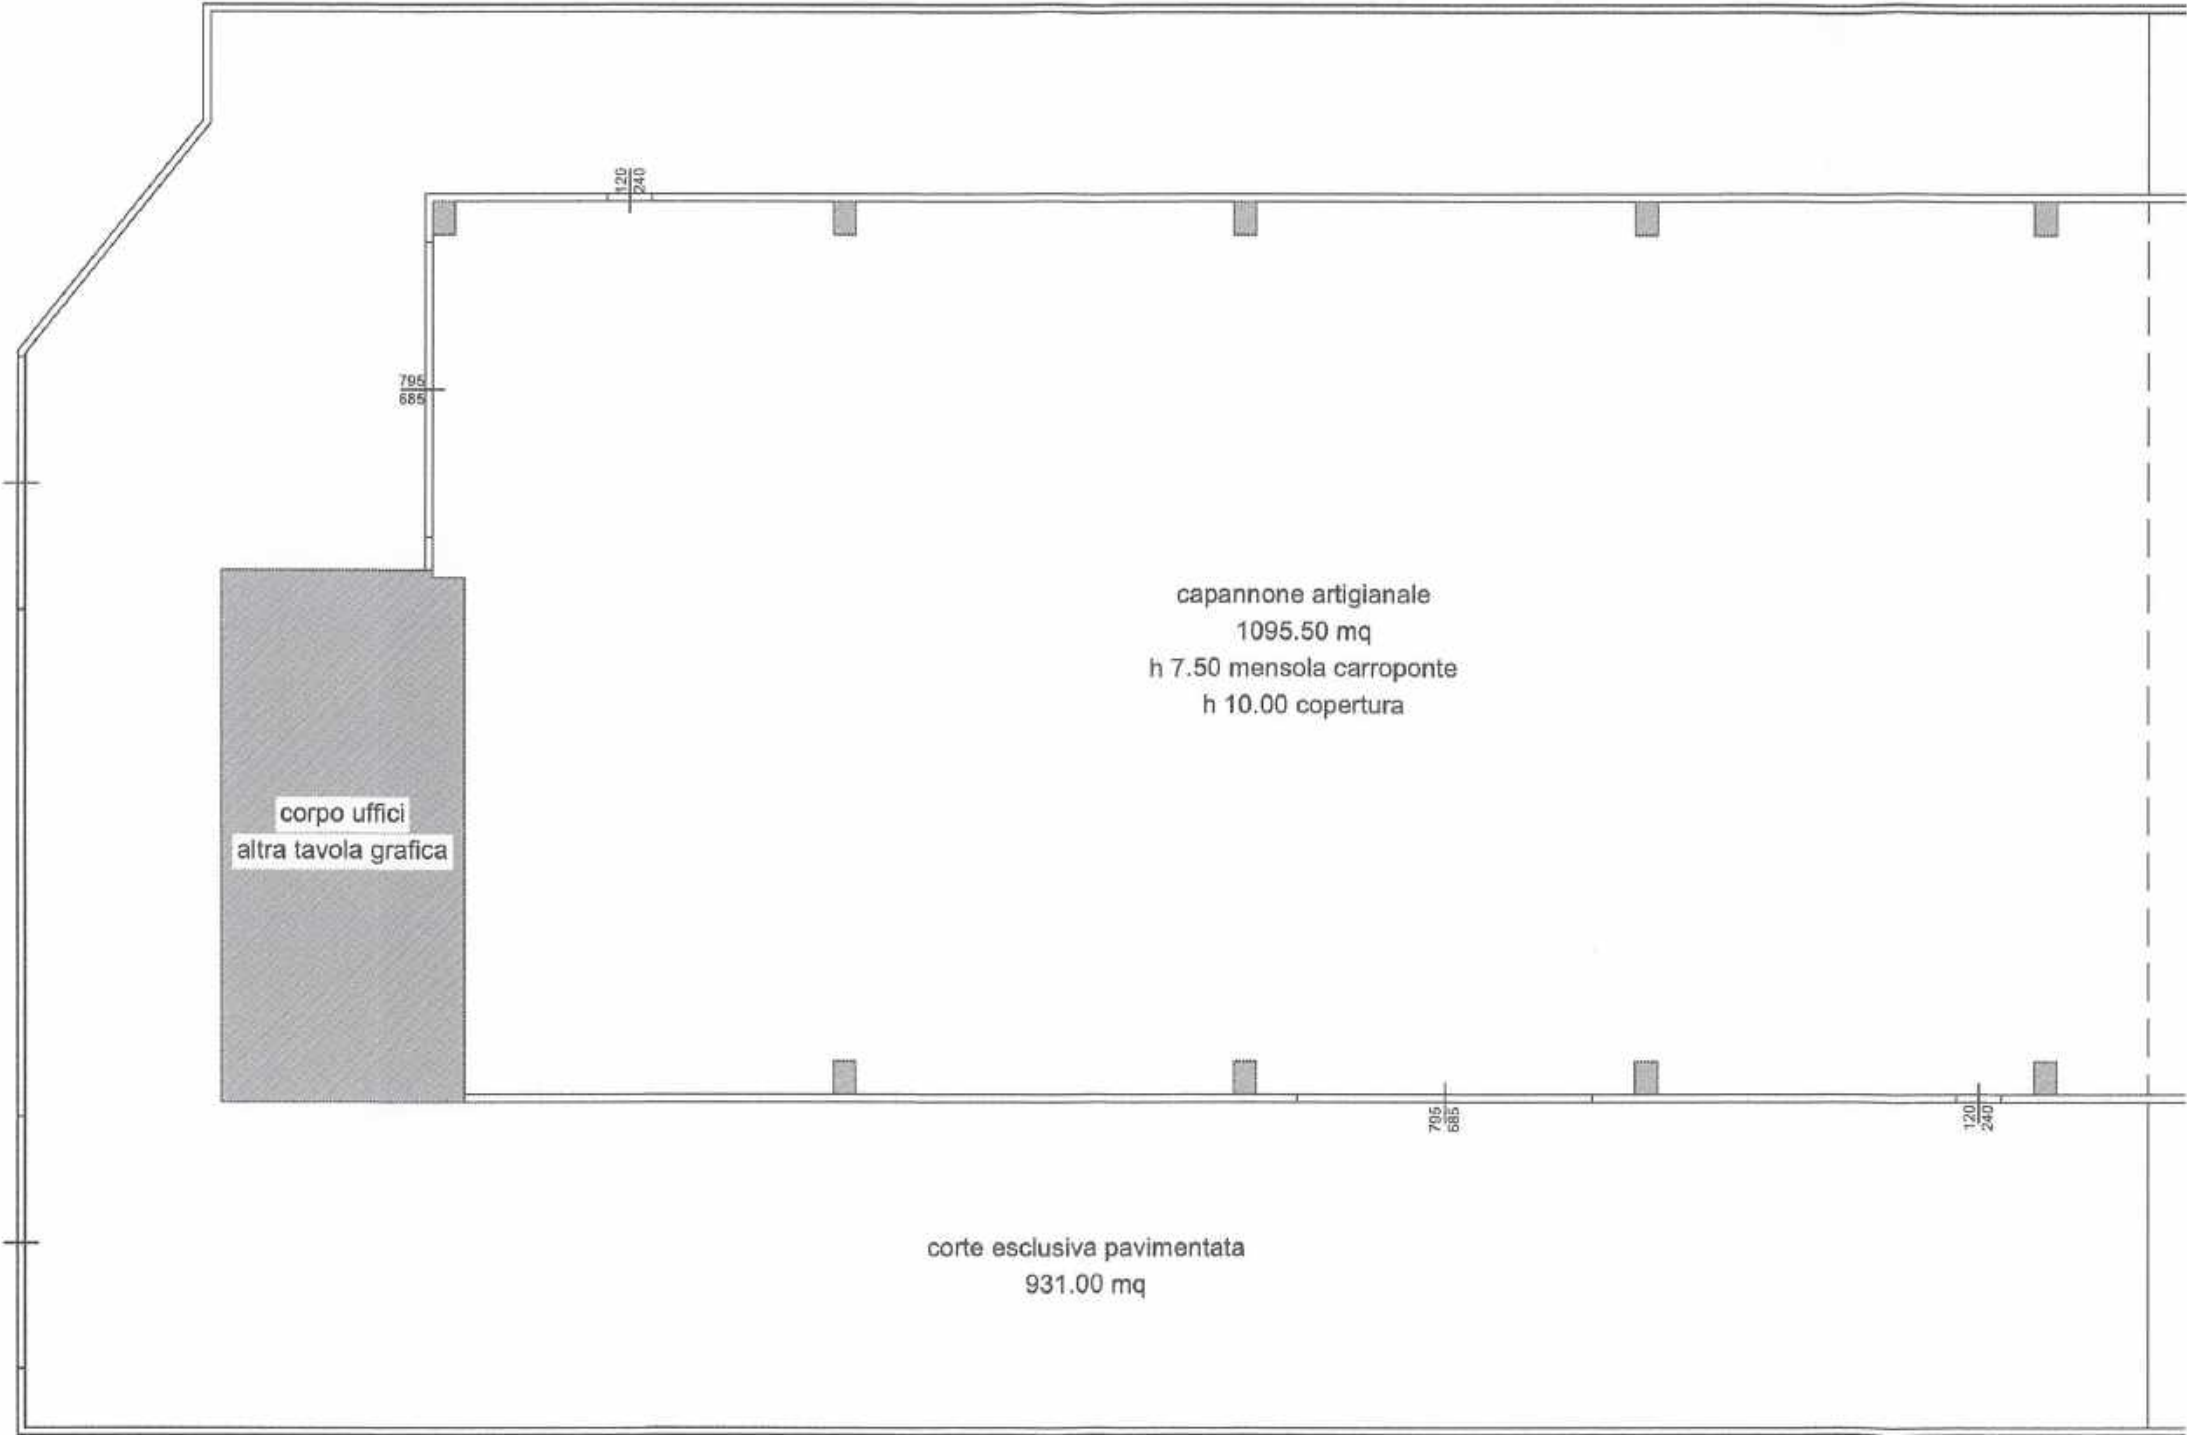 120
240
795
685
capannone artigianale
1095.50 mq
h 7.50 mensola carroponte
h 10.00 copertura
corpo uffici
altra tavola grafica
795
685
120
240
corte esclusiva pavimentata
931.00 mq